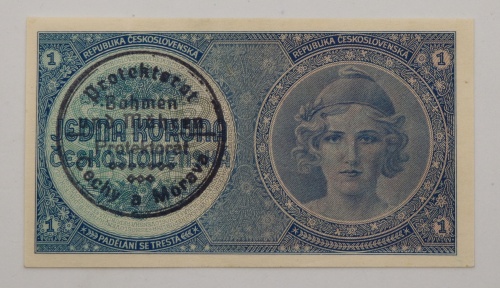 REPUBLIKA ČESKOSLOVENSKÁ
REPUBLIKA ČESKOSLOVENSKÁ
1
1
Protektorat
Böhmen
und Mähren
JEDNA KORUNA
Protektorát
ČESKOSLOVENSKÁ
Čechy a Morava
1
1
PADĚLÁNÍ SE TRESTÁ